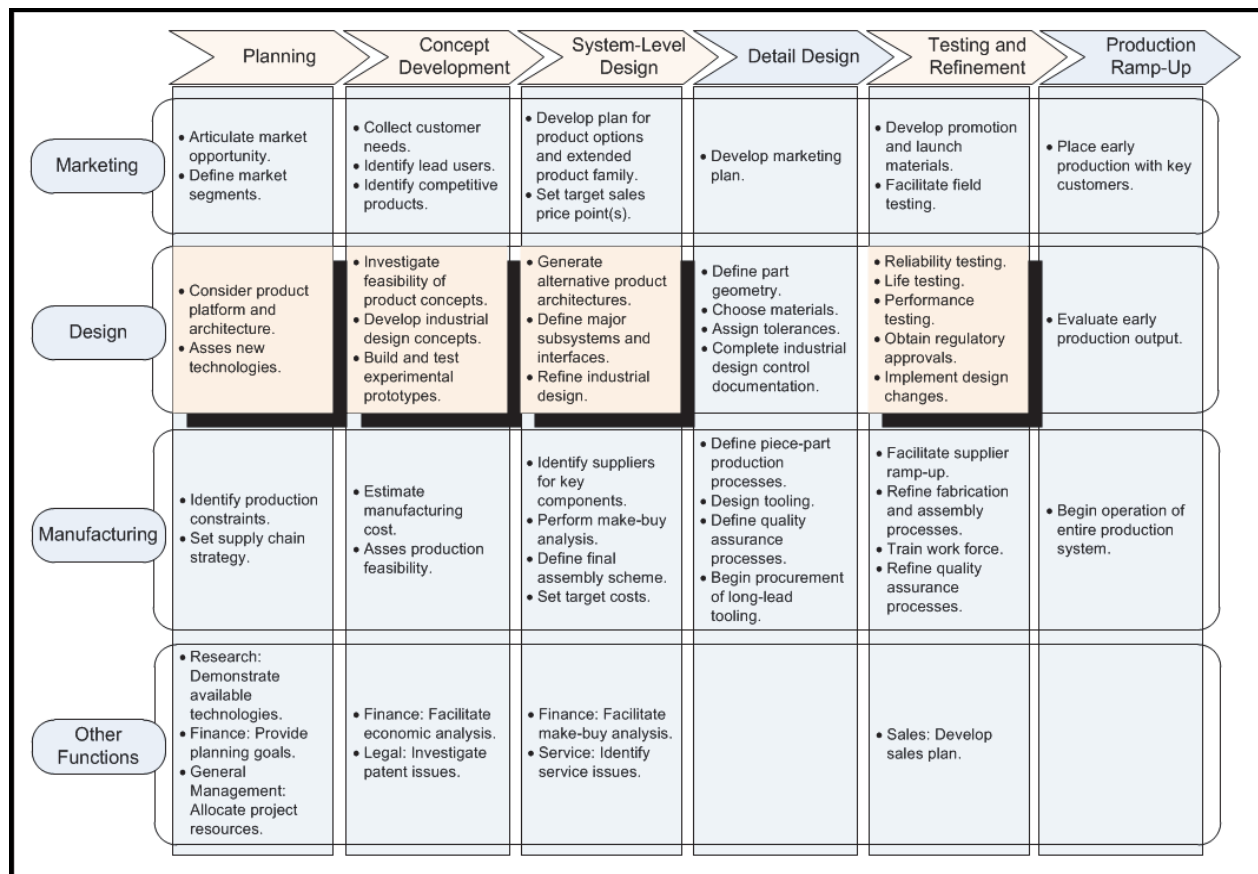 Planning
Concept
Development
System-Level
Design
Detail Design
Testing and
Refinement
Production
Ramp-Up
Marketing
• Articulate market
opportunity.
• Define market
segments.
• Collect customer
needs.
• Identify lead users.
• Identify competitive
products.
• Develop plan for
product options
and extended
product family.
• Set target sales
price point(s).
• Develop marketing
plan.
• Develop promotion
and launch
materials.
• Facilitate field
testing.
• Place early
production with key
customers.
Design
• Consider product
platform and
architecture.
• Asses new
technologies.
• Investigate
feasibility of
product concepts.
• Develop industrial
design concepts.
• Build and test
experimental
prototypes.
• Generate
alternative product
architectures.
• Define major
subsystems and
interfaces.
• Refine industrial
design.
• Define part
geometry.
• Choose materials.
• Assign tolerances.
• Complete industrial
design control
documentation.
• Reliability testing.
• Life testing.
• Performance
testing.
• Obtain regulatory
approvals.
• Implement design
changes.
• Evaluate early
production output.
Manufacturing
• Identify production
constraints.
• Set supply chain
strategy.
• Estimate
manufacturing
cost.
• Asses production
feasibility.
• Identify suppliers
for key
components.
• Perform make-buy
analysis.
• Define final
assembly scheme.
• Set target costs.
• Define piece-part
production
processes.
• Design tooling.
• Define quality
assurance
processes.
• Begin procurement
of long-lead
tooling.
• Facilitate supplier
ramp-up.
• Refine fabrication
and assembly
processes.
• Train work force.
• Refine quality
assurance
processes.
• Begin operation of
entire production
system.
Other
Functions
• Research:
Demonstrate
available
technologies.
• Finance: Provide
planning goals.
• General
Management:
Allocate project
resources.
• Finance: Facilitate
economic analysis.
• Legal: Investigate
patent issues.
• Finance: Facilitate
make-buy analysis.
• Service: Identify
service issues.
• Sales: Develop
sales plan.